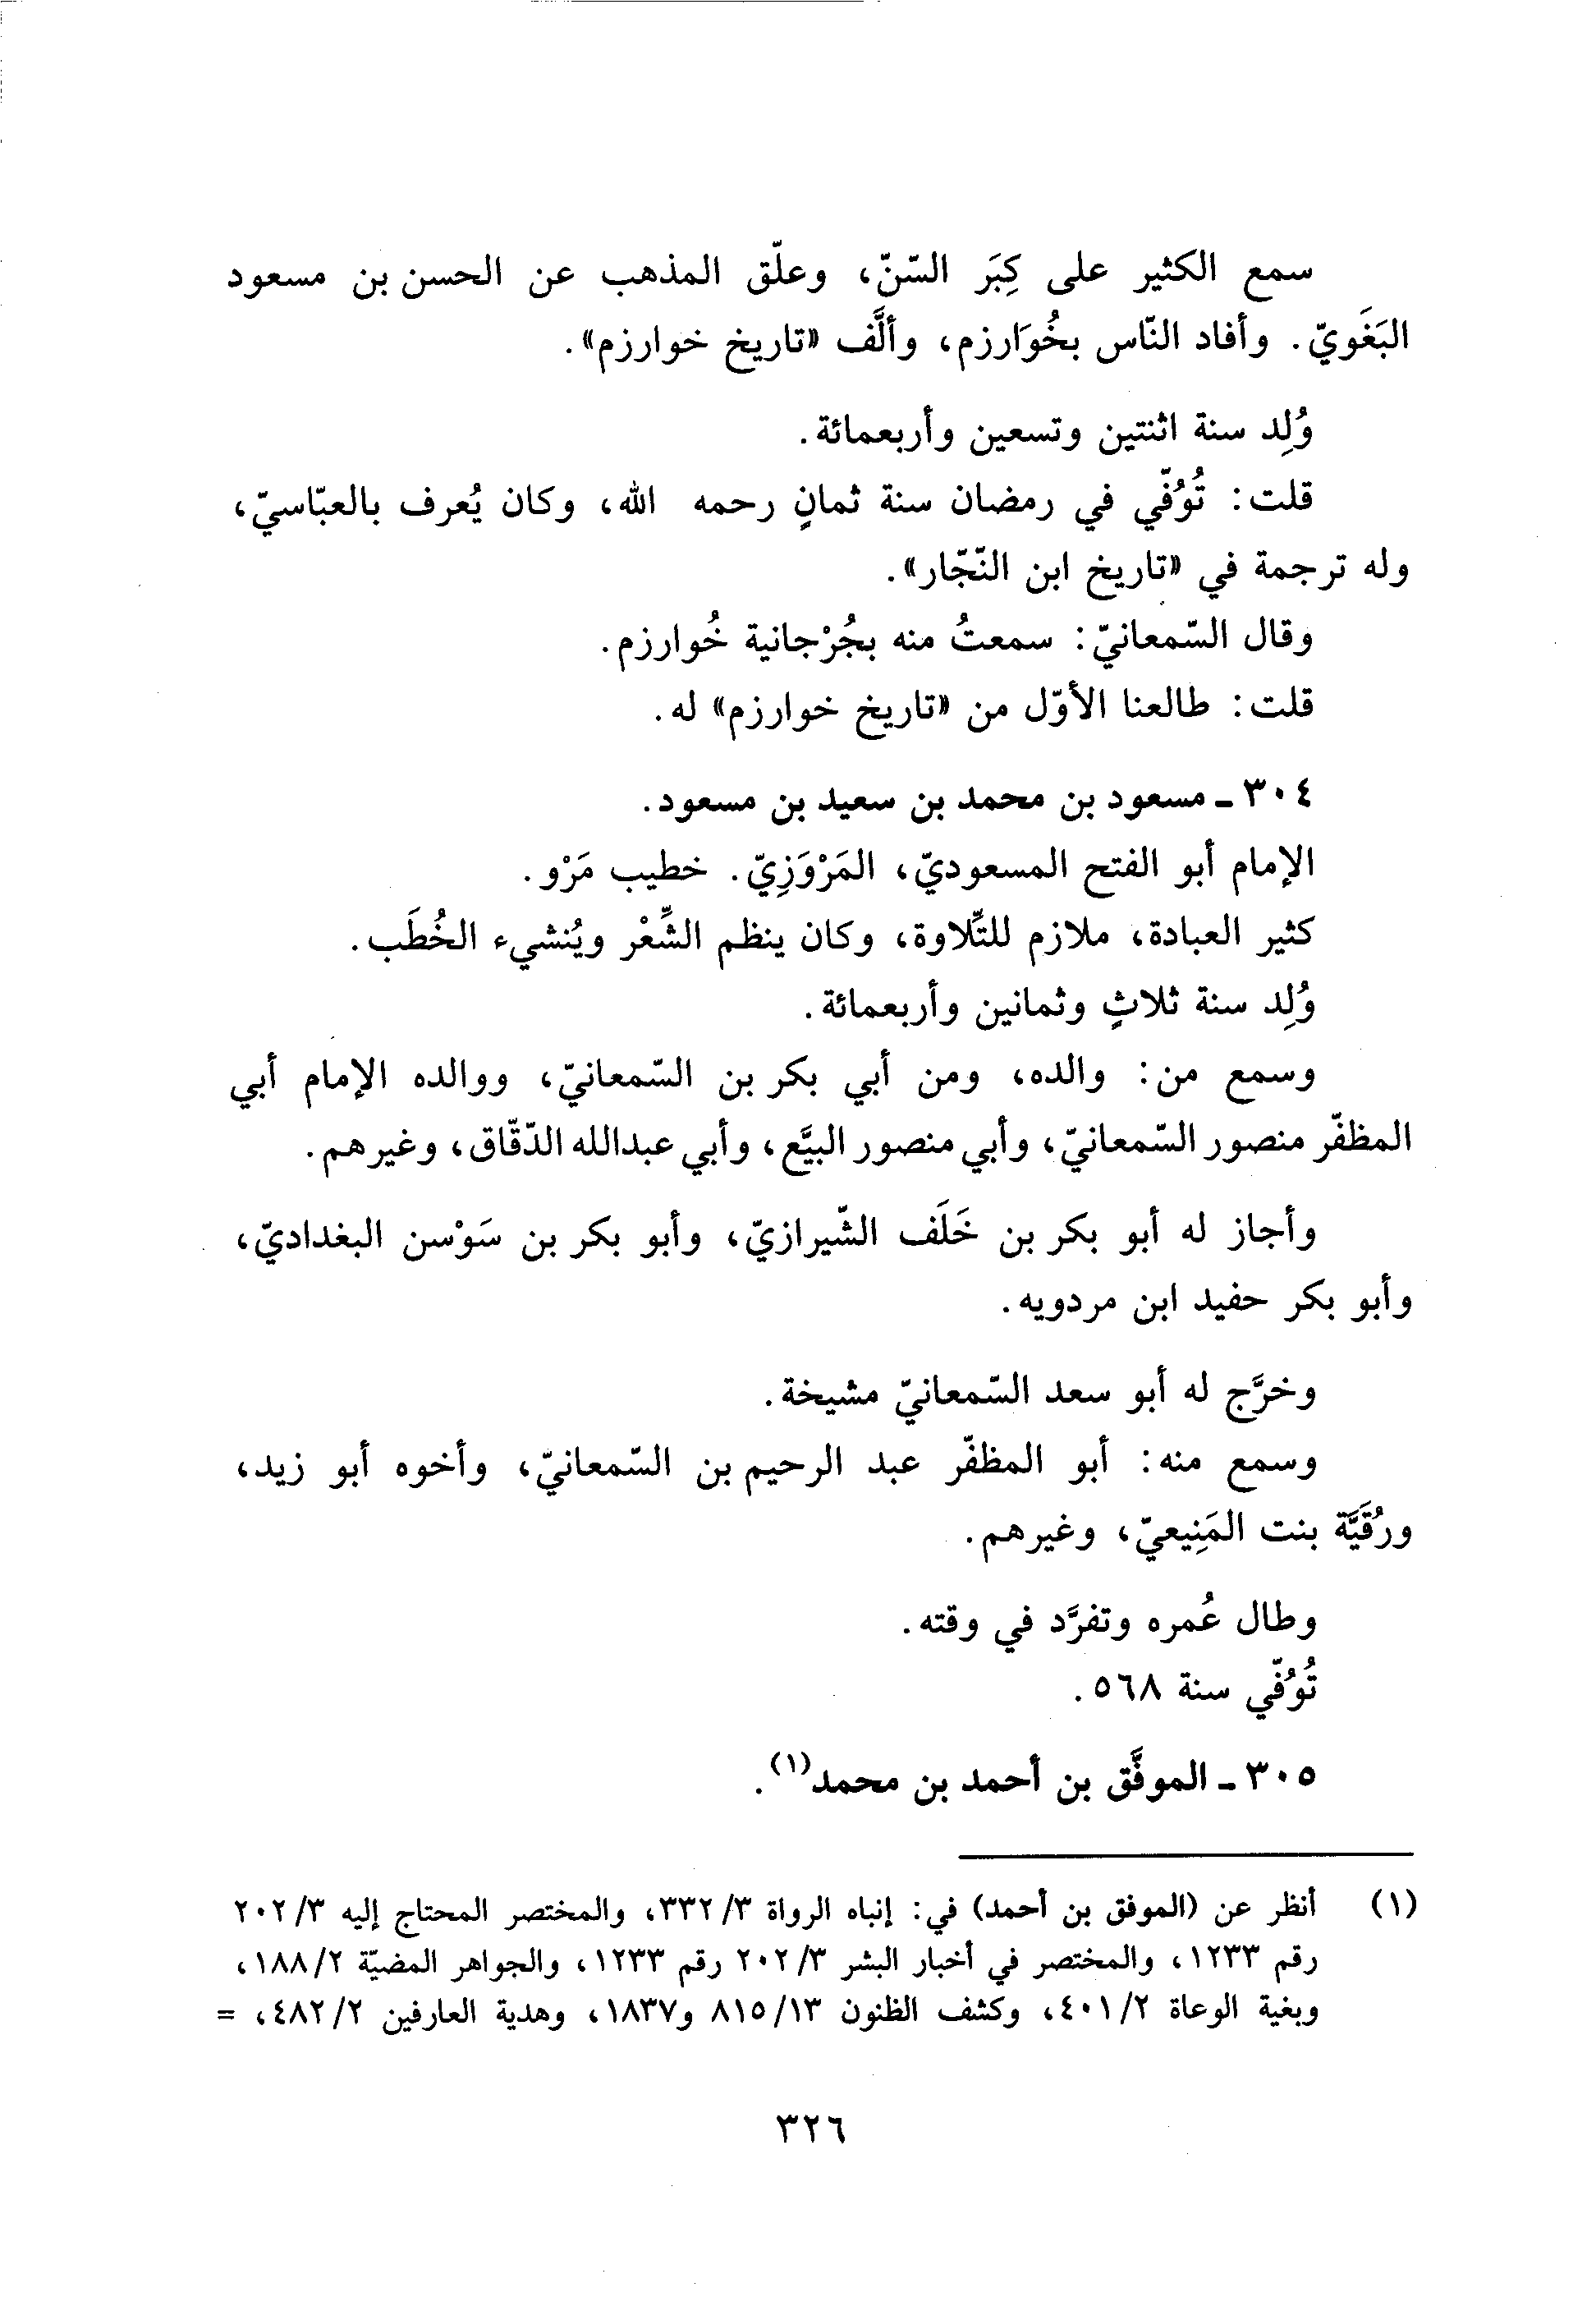 سمع الكثير على كِبَر السّنّ، وعلّق المذهب عن الحسن بن مسعود
البَغَويّ. وأفاد النّاس بخُوَارزم، وألَّف «تاريخ خوارزم».
وُلِد سنة اثنتين وتسعين وأربعمائة.
قلت: تُوُفّي في رمضان سنة ثمانٍ رحمه الله، وكان يُعرف بالعبّاسيّ،
وله ترجمة في «تاريخ ابن النّجّار».
وقال السّمعانيّ: سمعتُ منه بجُرْجانية خُوارزم.
قلت: طالعنا الأوّل من «تاريخ خوارزم» له.
٣٠٤ ـ مسعود بن محمد بن سعيد بن مسعود.
الإمام أبو الفتح المسعوديّ، المَرْوَزِيّ. خطيب مَرْو.
كثير العبادة، ملازم للتِّلاوة، وكان ينظم الشِّعْر ويُنشيء الخُطَب.
وُلِد سنة ثلاثٍ وثمانين وأربعمائة.
وسمع من: والده، ومن أبي بكر بن السّمعانيّ، ووالده الإمام أبي
المظفّر منصور السّمعانيّ، وأبي منصور البيَّع، وأبي عبدالله الدّقّاق، وغيرهم.
وأجاز له أبو بكر بن خَلَف الشّيرازيّ، وأبو بكر بن سَوْسن البغداديّ،
وأبو بكر حفيد ابن مردويه.
وخرَّج له أبو سعد السّمعانيّ مشيخة.
وسمع منه: أبو المظفّر عبد الرحيم بن السّمعانيّ، وأخوه أبو زيد،
ورُقَيَّة بنت المَنِيعيّ، وغيرهم.
وطال عُمره وتفرَّد في وقته.
تُوُفّي سنة ٥٦٨.
٣٠٥ ـ الموفَّق بن أحمد بن محمد(١).
(١) أنظر عن (الموفق بن أحمد) في: إنباه الرواة ٣/ ٣٣٢، والمختصر المحتاج إليه ٣/ ٢٠٢
رقم ١٢٣٣، والمختصر في أخبار البشر ٣/ ٢٠٢ رقم ١٢٣٣، والجواهر المضيّة ٢/ ١٨٨،
وبغية الوعاة ٢/ ٤٠١، وكشف الظنون ١٣/ ٨١٥ و١٨٣٧، وهدية العارفين ٢/ ٤٨٢، =
٣٢٦